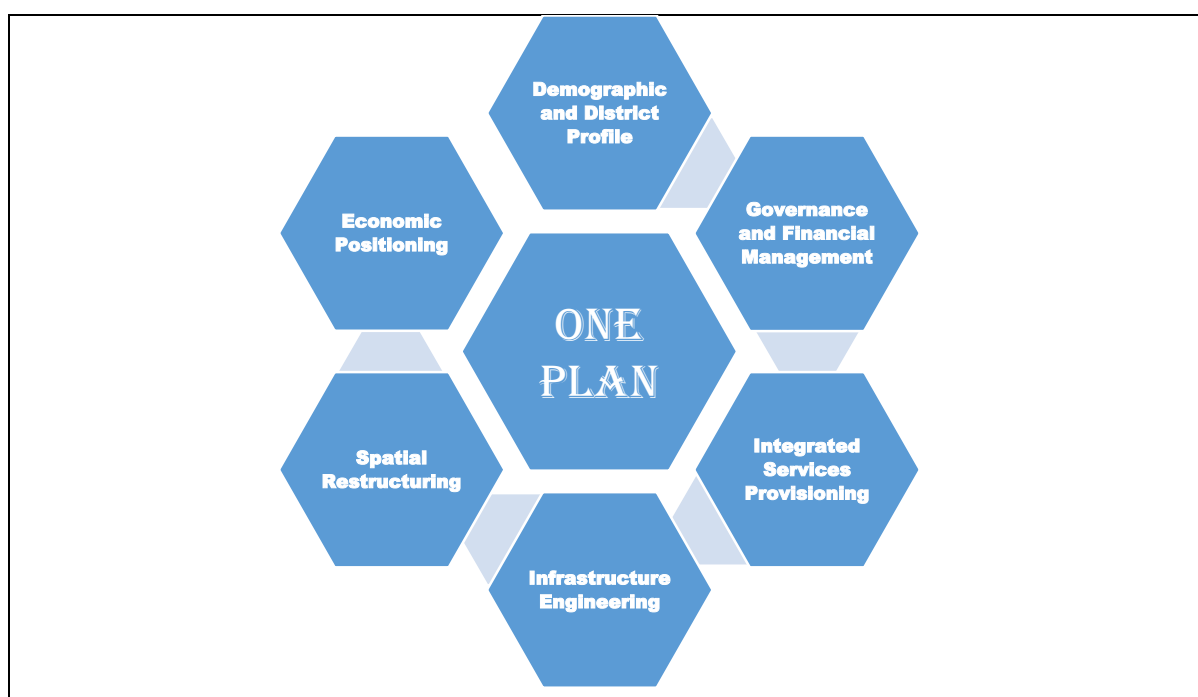 Demographic
and District
Profile
Governance
and Financial
Management
Integrated
Services
Provisioning
Infrastructure
Engineering
Spatial
Restructuring
Economic
Positioning
ONE
PLAN